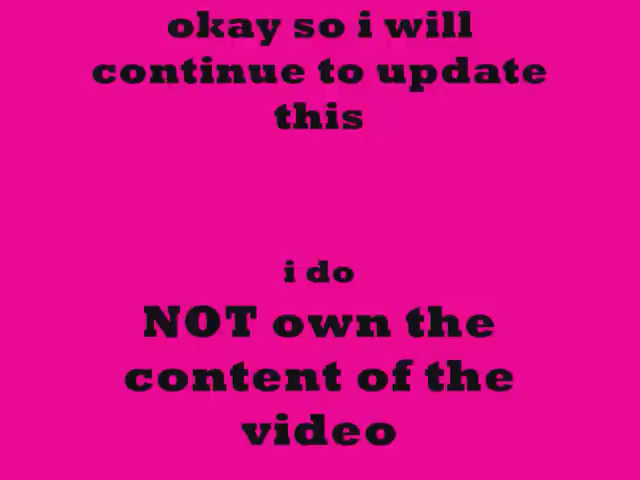 okay so i will
continue to update
this
i do
NOT own the
content of the
video